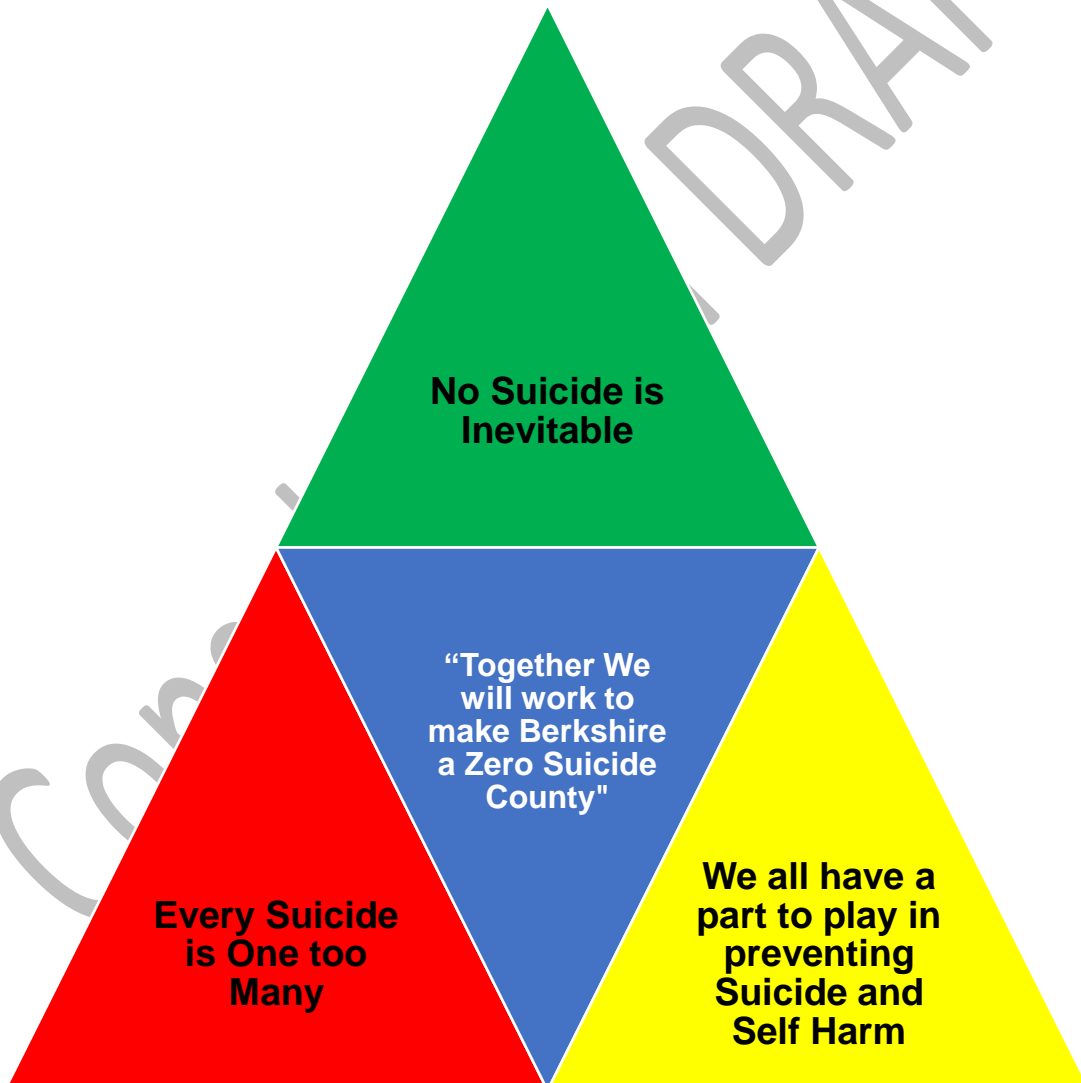 No Suicide is
Inevitable
“Together We
will work to
make Berkshire
a Zero Suicide
County"
Every Suicide
is One too
Many
We all have a
part to play in
preventing
Suicide and
Self Harm